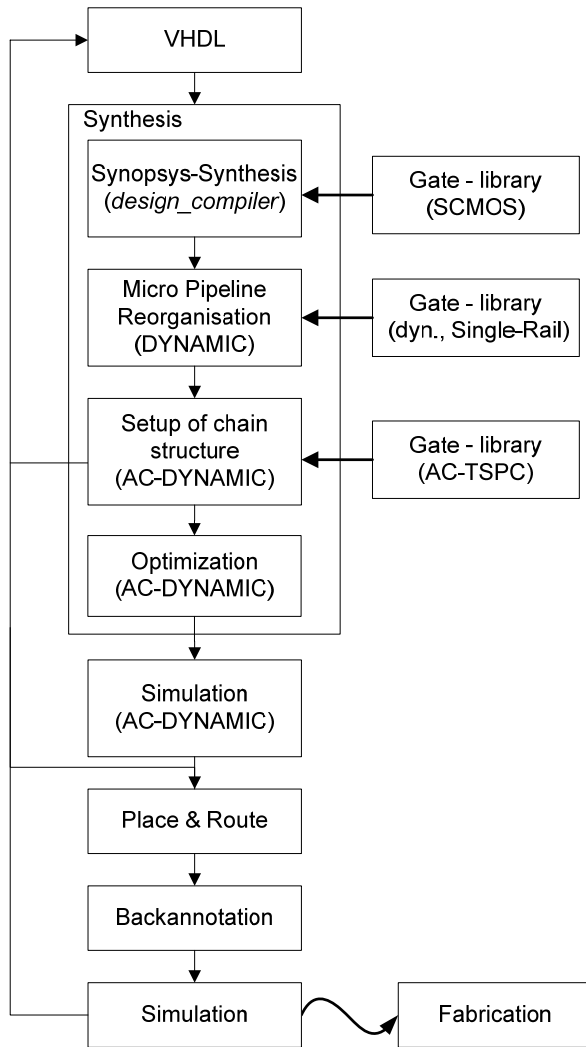 VHDL
Synthesis
Synopsys-Synthesis
(design_compiler)
Gate - library
(SCMOS)
Micro Pipeline
Reorganisation
(DYNAMIC)
Gate - library
(dyn., Single-Rail)
Setup of chain
structure
(AC-DYNAMIC)
Gate - library
(AC-TSPC)
Optimization
(AC-DYNAMIC)
Simulation
(AC-DYNAMIC)
Place & Route
Backannotation
Simulation
Fabrication